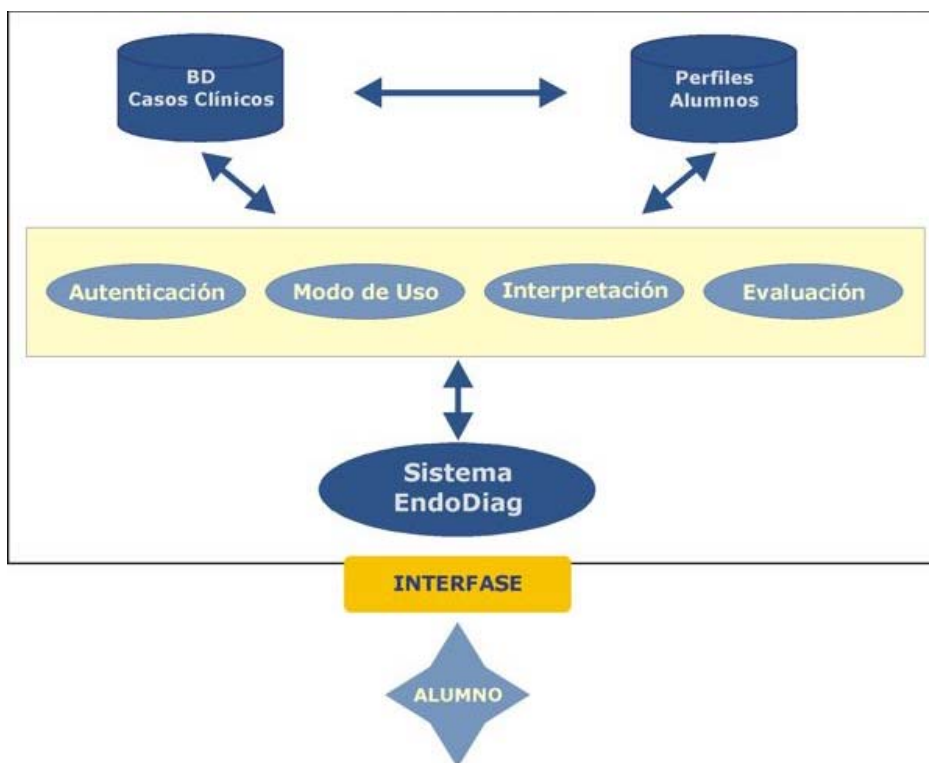 BD
Casos Clínicos
Perfiles
Alumnos
Autenticación
Modo de Uso
Interpretación
Evaluación
Sistema
EndoDiag
INTERFASE
ALUMNO